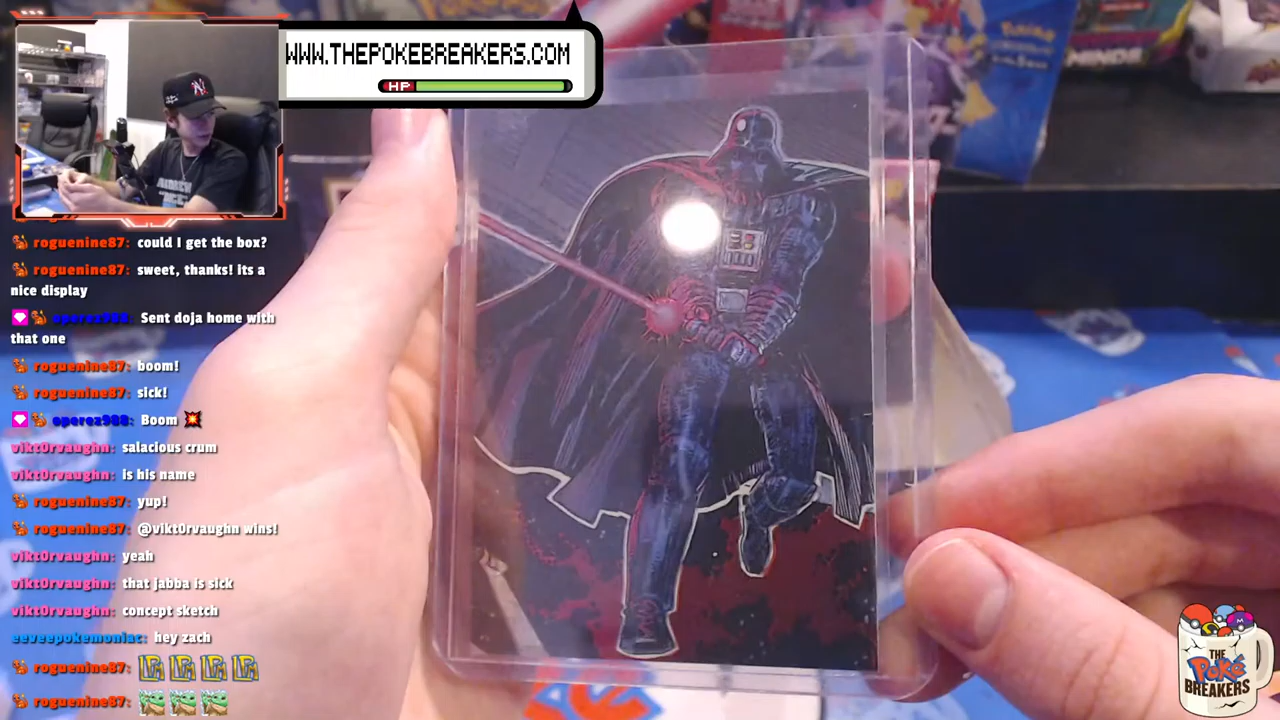 WWW.THEPOKEBREAKERS.COM
HP
roguenine87: could I get the box?
roguenine87: sweet, thanks! its a
nice display
operez988: Sent doja home with
that one
roguenine87: boom!
roguenine87: sick!
operez988: Boom
vikt0rvaughn: salacious crum
vikt0rvaughn: is his name
roguenine87: yup!
roguenine87: @vikt0rvaughn wins!
vikt0rvaughn: yeah
vikt0rvaughn: that jabba is sick
vikt0rvaughn: concept sketch
eeveepokemoniac: hey zach
roguenine87:
roguenine87:
THE
Poké
BREAKERS